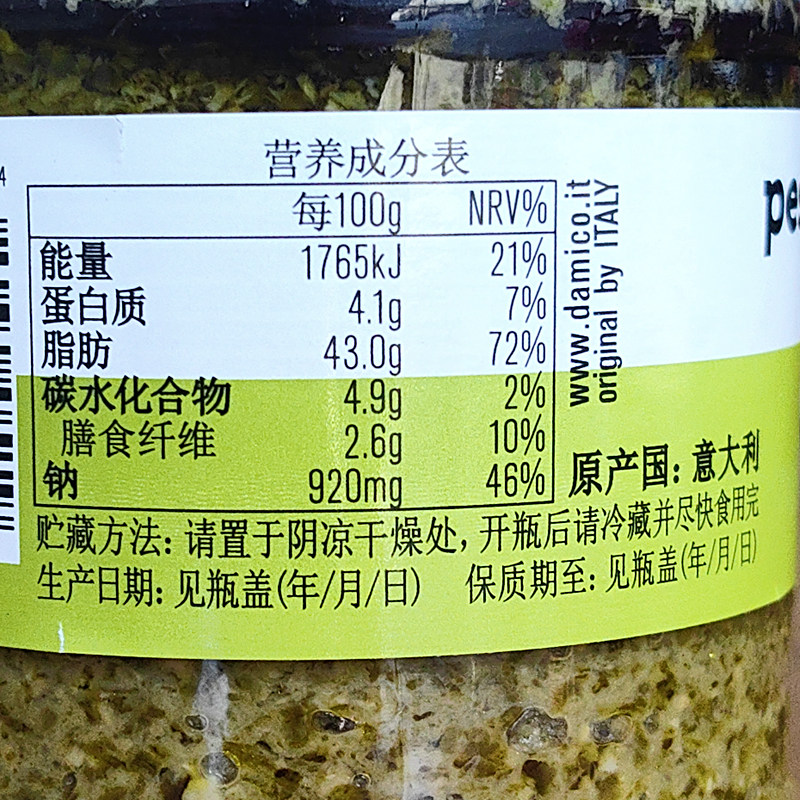 营养成分表
每100g NRV%
能量 1765kJ 21%
蛋白质 4.1g 7%
脂肪 43.0g 72%
碳水化合物 4.9g 2%
膳食纤维 2.6g 10%
钠 920mg 46%
www.damico.it
original by ITALY
原产国: 意大利
贮藏方法: 请置于阴凉干燥处, 开瓶后请冷藏并尽快食用完
生产日期: 见瓶盖(年/月/日) 保质期至: 见瓶盖(年/月/日)
4